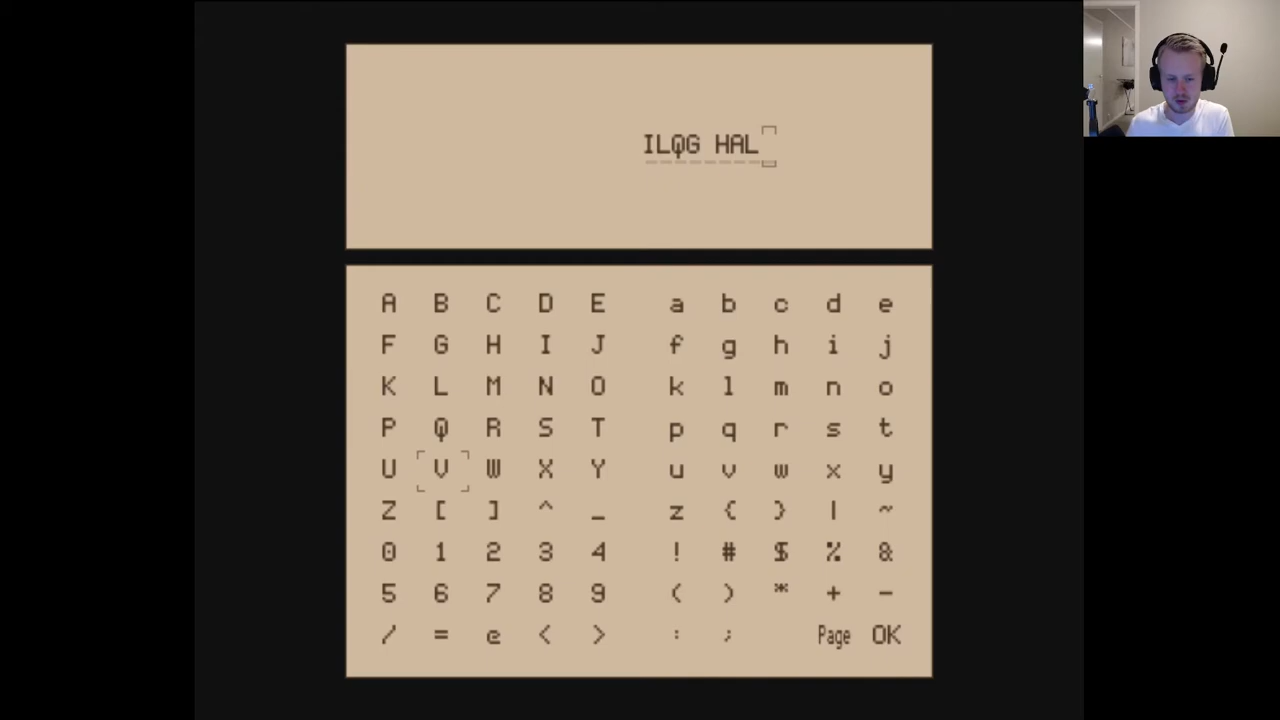 ILQG HAL
A B C D E a b c d e
F G H I J f g h i j
K L M N O k l m n o
P Q R S T p q r s t
U V W X Y u v w x y
Z [ ] ^ _ z { } | ~
0 1 2 3 4 ! # $ % &
5 6 7 8 9 ( ) * + -
/ = @ < > : ; Page OK